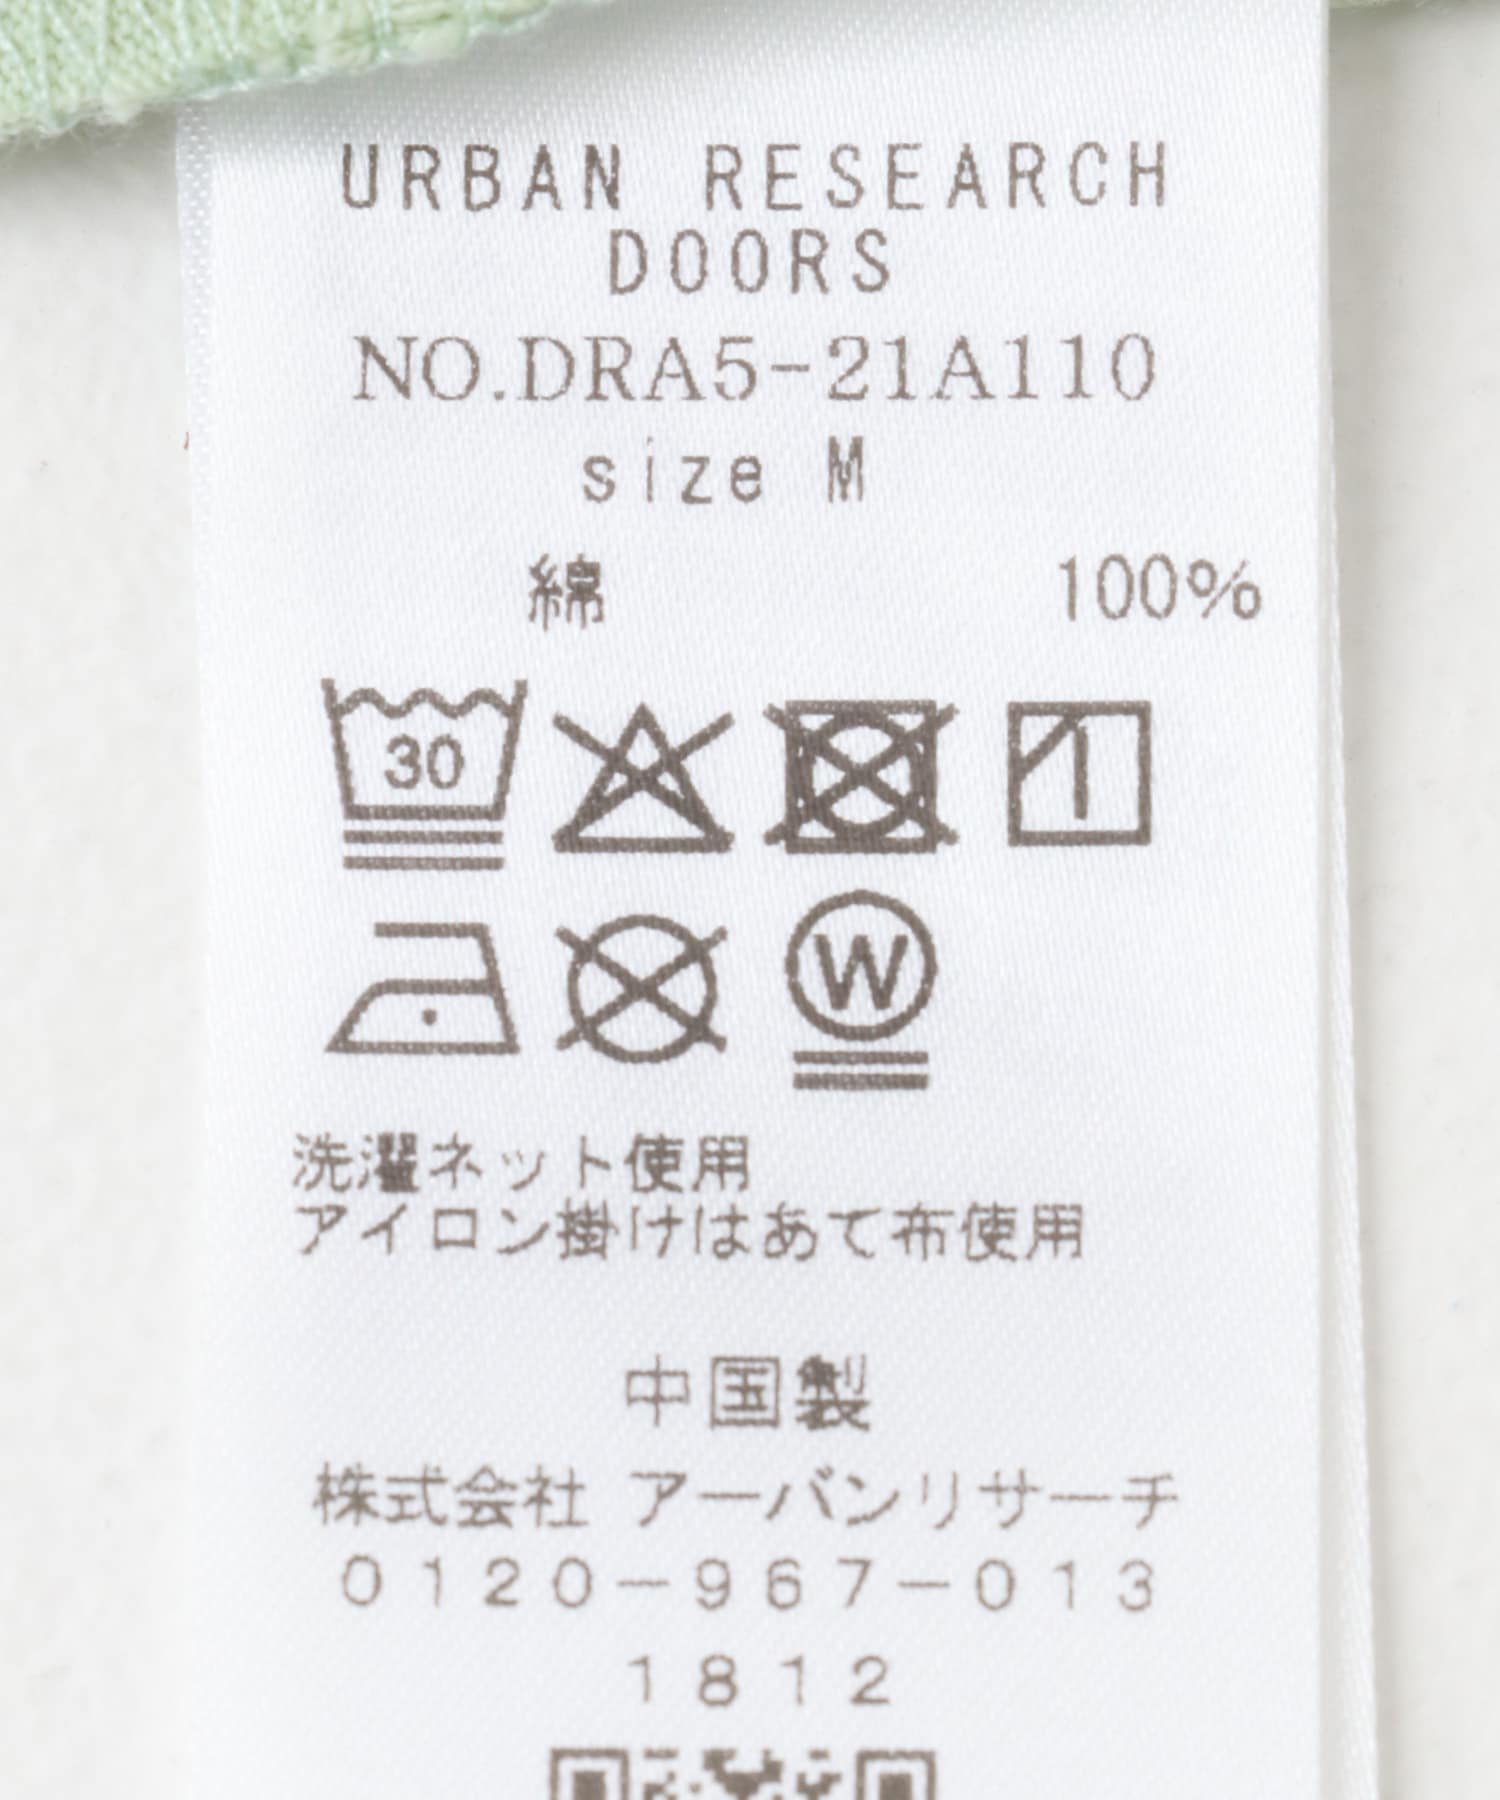 URBAN RESEARCH
DOORS
NO.DRA5-21A110
size M
綿 100%
30
W
洗濯ネット使用
アイロン掛けはあて布使用
中国製
株式会社 アーバンリサーチ
0120-967-013
1812